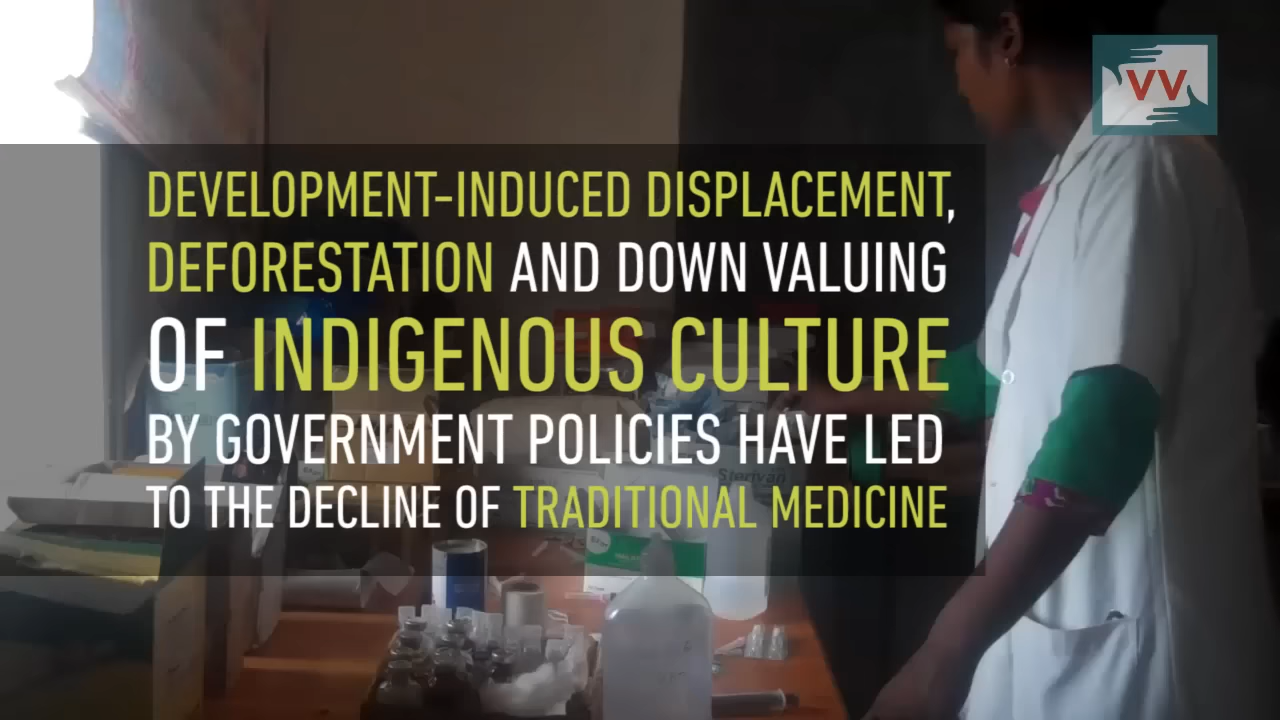 VV
DEVELOPMENT-INDUCED DISPLACEMENT,
DEFORESTATION AND DOWN VALUING
OF INDIGENOUS CULTURE
BY GOVERNMENT POLICIES HAVE LED
TO THE DECLINE OF TRADITIONAL MEDICINE